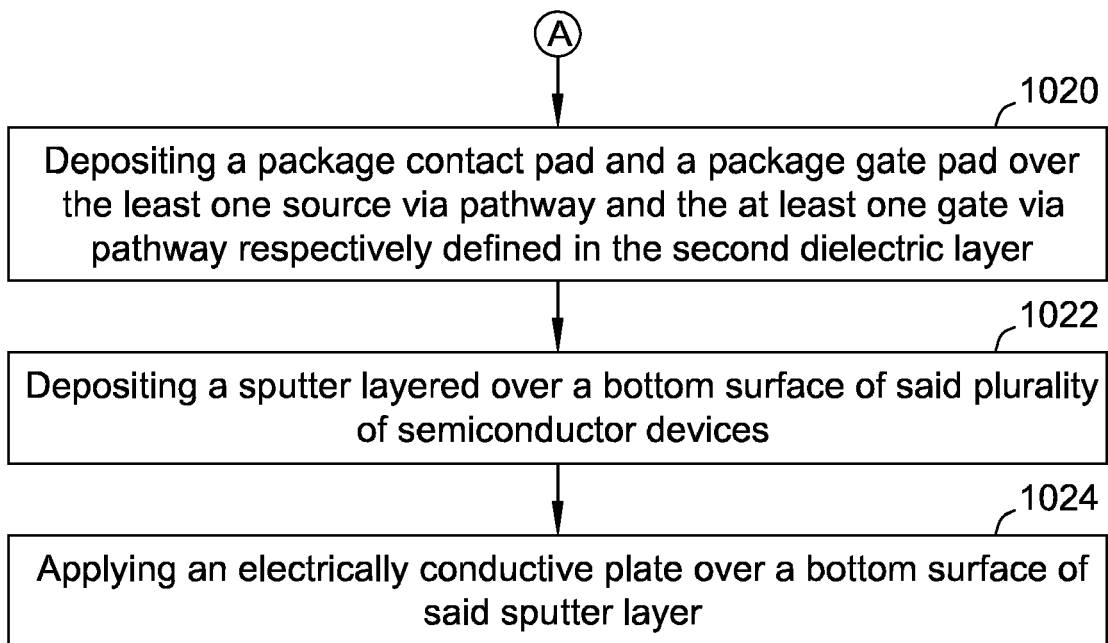 A
1020
Depositing a package contact pad and a package gate pad over
the least one source via pathway and the at least one gate via
pathway respectively defined in the second dielectric layer
1022
Depositing a sputter layered over a bottom surface of said plurality
of semiconductor devices
1024
Applying an electrically conductive plate over a bottom surface of
said sputter layer